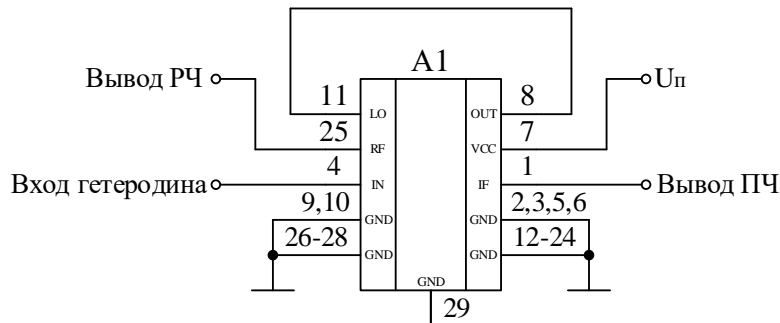 A1
Вывод РЧ
11
LO
OUT
8
Uп
25
RF
VCC
7
Вход гетеродина
4
IN
IF
1
Вывод ПЧ
9,10
GND
GND
2,3,5,6
26-28
GND
GND
12-24
GND
29